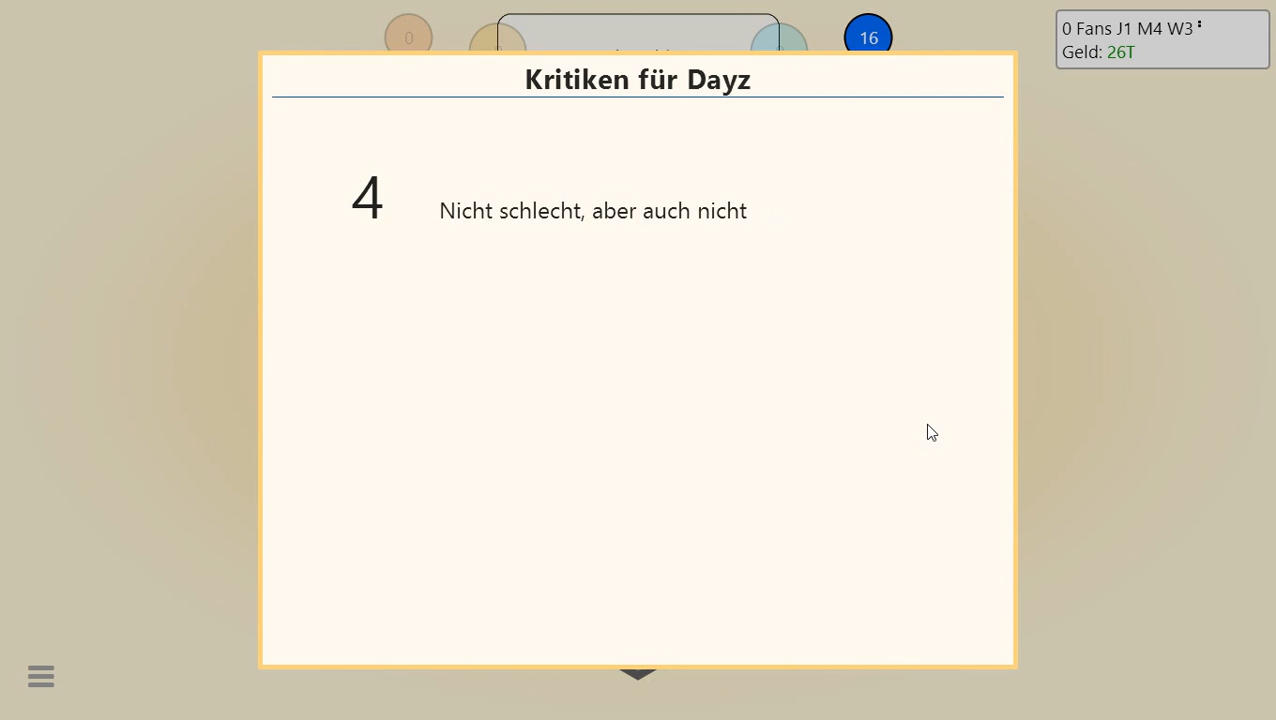 0
16
0 Fans J1 M4 W3
Geld: 26T
Kritiken für Dayz
4
Nicht schlecht, aber auch nicht